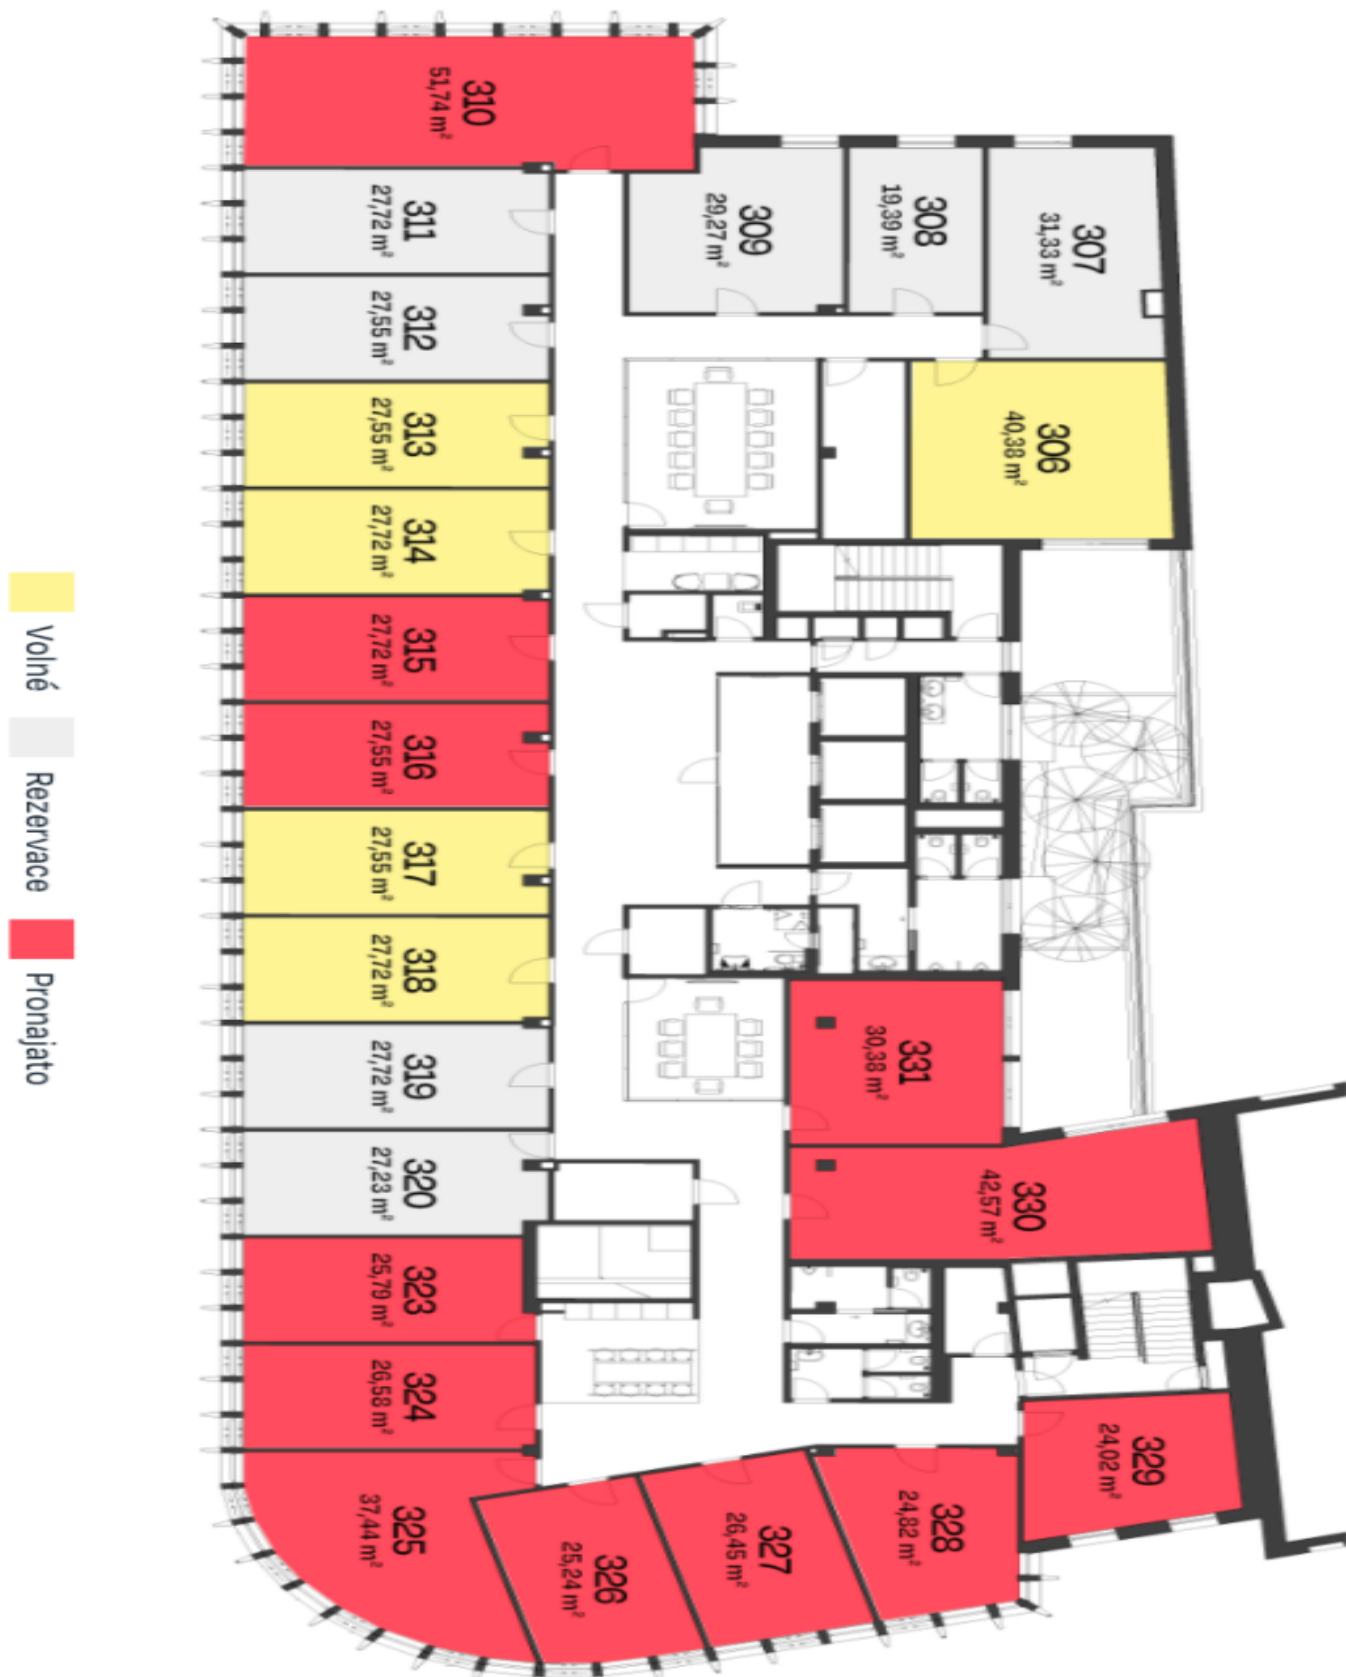 310
51,74 m²
311
27,72 m²
312
27,55 m²
313
27,55 m²
314
27,72 m²
315
27,72 m²
316
27,55 m²
317
27,55 m²
318
27,72 m²
319
27,72 m²
320
27,23 m²
323
25,79 m²
324
26,58 m²
325
37,44 m²
326
25,24 m²
327
26,45 m²
328
24,82 m²
329
24,02 m²
330
42,57 m²
331
30,38 m²
306
40,38 m²
307
31,33 m²
308
19,39 m²
309
29,27 m²
Volné
Rezervace
Pronajato